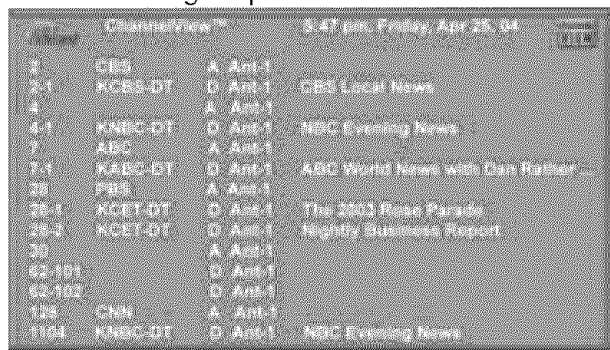 ChannelView™ 5:47 pm, Friday, Apr 25, 04
2 CBS A Ant-1
2-1 KCBS-DT D Ant-1 CBS Local News
4 A Ant-1
4-1 KNBC-DT D Ant-1 NBC Evening News
7 ABC A Ant-1
7-1 KABC-DT D Ant-1 ABC World News with Dan Rather ...
28 PBS A Ant-1
28-1 KCET-DT D Ant-1 The 2003 Rose Parade
28-2 KCET-DT D Ant-1 Nightly Business Report
30 A Ant-1
62-101 D Ant-1
62-102 D Ant-1
128 CNN A Ant-1
1104 KNBC-DT D Ant-1 NBC Evening News